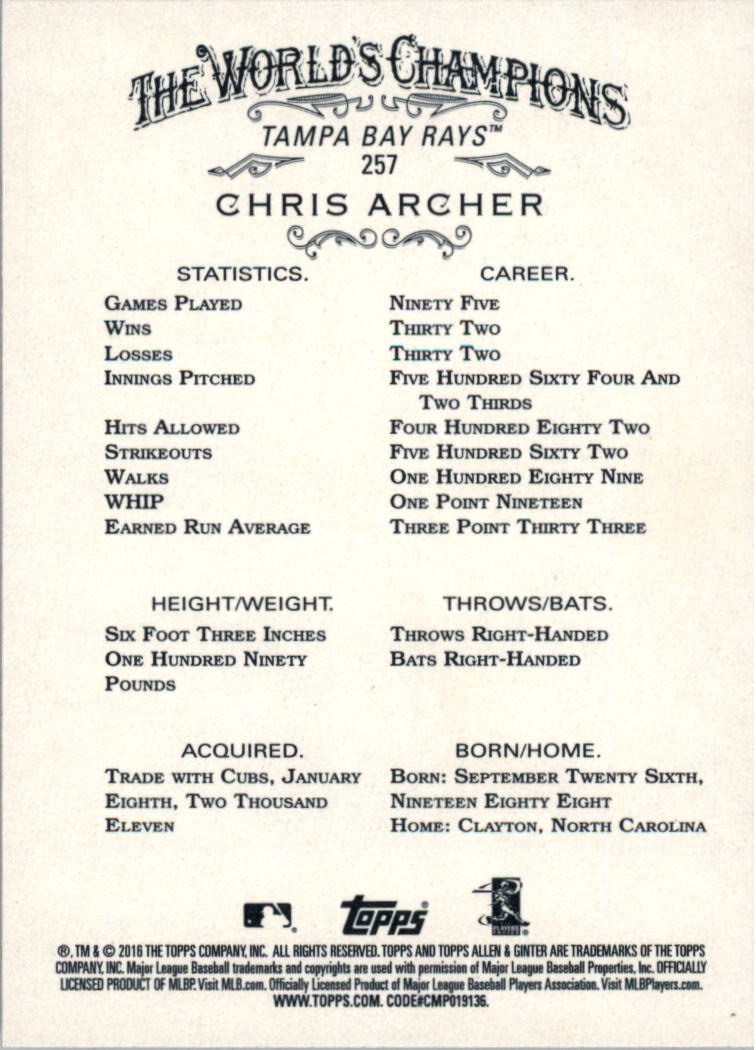 THE WORLD'S CHAMPIONS
TAMPA BAY RAYS™
257
CHRIS ARCHER
STATISTICS. CAREER.
GAMES PLAYED NINETY FIVE
WINS THIRTY TWO
LOSSES THIRTY TWO
INNINGS PITCHED FIVE HUNDRED SIXTY FOUR AND
TWO THIRDS
HITS ALLOWED FOUR HUNDRED EIGHTY TWO
STRIKEOUTS FIVE HUNDRED SIXTY TWO
WALKS ONE HUNDRED EIGHTY NINE
WHIP ONE POINT NINETEEN
EARNED RUN AVERAGE THREE POINT THIRTY THREE
HEIGHT/WEIGHT. THROWS/BATS.
SIX FOOT THREE INCHES THROWS RIGHT-HANDED
ONE HUNDRED NINETY BATS RIGHT-HANDED
POUNDS
ACQUIRED. BORN/HOME.
TRADE WITH CUBS, JANUARY BORN: SEPTEMBER TWENTY SIXTH,
EIGHTH, TWO THOUSAND NINETEEN EIGHTY EIGHT
ELEVEN HOME: CLAYTON, NORTH CAROLINA
Topps PLAYERS
®, TM & © 2016 THE TOPPS COMPANY, INC. ALL RIGHTS RESERVED. TOPPS AND TOPPS ALLEN & GINTER ARE TRADEMARKS OF THE TOPPS
COMPANY, INC. Major League Baseball trademarks and copyrights are used with permission of Major League Baseball Properties, Inc. OFFICIALLY
LICENSED PRODUCT OF MLBP. Visit MLB.com. Officially Licensed Product of Major League Baseball Players Association. Visit MLBPlayers.com.
WWW.TOPPS.COM. CODE#CMP019136.